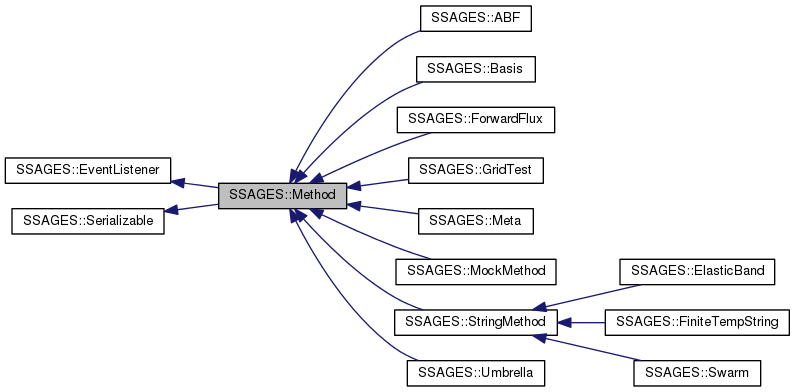 SSAGES::ABF
SSAGES::Basis
SSAGES::ForwardFlux
SSAGES::EventListener
SSAGES::GridTest
SSAGES::Method
SSAGES::Serializable
SSAGES::Meta
SSAGES::MockMethod
SSAGES::ElasticBand
SSAGES::StringMethod
SSAGES::FiniteTempString
SSAGES::Umbrella
SSAGES::Swarm